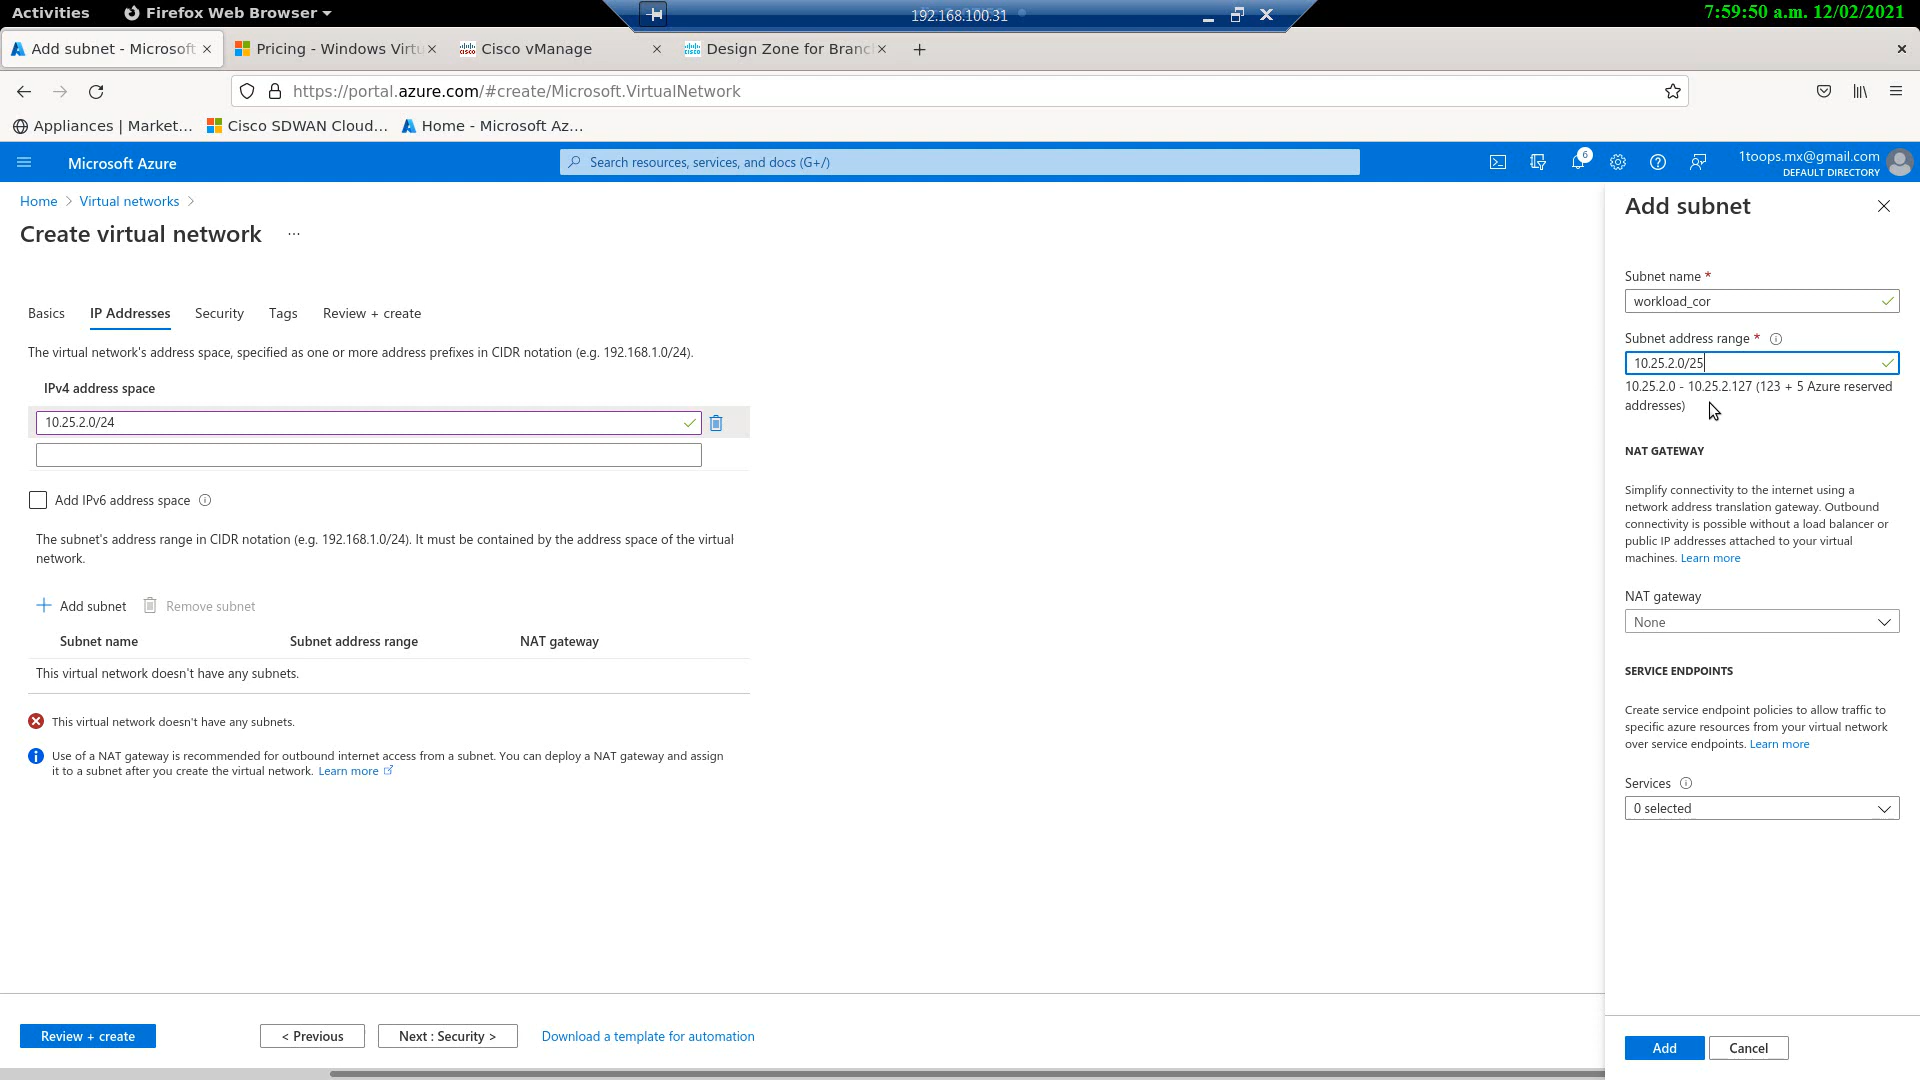 Activities
Firefox Web Browser
192.168.100.31
7:59:50 a.m. 12/02/2021
Add subnet - Microsoft
Pricing - Windows Virtu
Cisco vManage
Design Zone for Branc
https://portal.azure.com/#create/Microsoft.VirtualNetwork
Appliances | Market...
Cisco SDWAN Cloud...
Home - Microsoft Az...
Microsoft Azure
Search resources, services, and docs (G+/)
6
1toops.mx@gmail.com
DEFAULT DIRECTORY
Home > Virtual networks >
Create virtual network ...
Basics
IP Addresses
Security
Tags
Review + create
The virtual network's address space, specified as one or more address prefixes in CIDR notation (e.g. 192.168.1.0/24).
IPv4 address space
10.25.2.0/24
Add IPv6 address space
The subnet's address range in CIDR notation (e.g. 192.168.1.0/24). It must be contained by the address space of the virtual
network.
Add subnet
Remove subnet
Subnet name
Subnet address range
NAT gateway
This virtual network doesn't have any subnets.
This virtual network doesn't have any subnets.
Use of a NAT gateway is recommended for outbound internet access from a subnet. You can deploy a NAT gateway and assign
it to a subnet after you create the virtual network. Learn more
Review + create
< Previous
Next : Security >
Download a template for automation
Add subnet
Subnet name *
workload_cor
Subnet address range *
10.25.2.0/25
10.25.2.0 - 10.25.2.127 (123 + 5 Azure reserved
addresses)
NAT GATEWAY
Simplify connectivity to the internet using a
network address translation gateway. Outbound
connectivity is possible without a load balancer or
public IP addresses attached to your virtual
machines. Learn more
NAT gateway
None
SERVICE ENDPOINTS
Create service endpoint policies to allow traffic to
specific azure resources from your virtual network
over service endpoints. Learn more
Services
0 selected
Add
Cancel